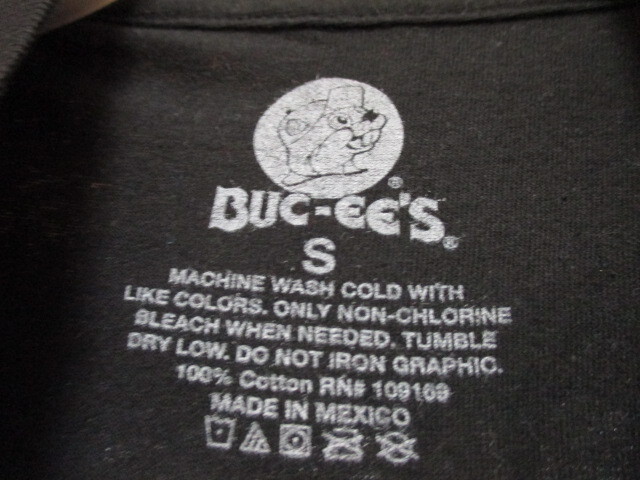 BUC-EE'S®
S
MACHINE WASH COLD WITH
LIKE COLORS. ONLY NON-CHLORINE
BLEACH WHEN NEEDED. TUMBLE
DRY LOW. DO NOT IRON GRAPHIC.
100% Cotton RN# 109169
MADE IN MEXICO